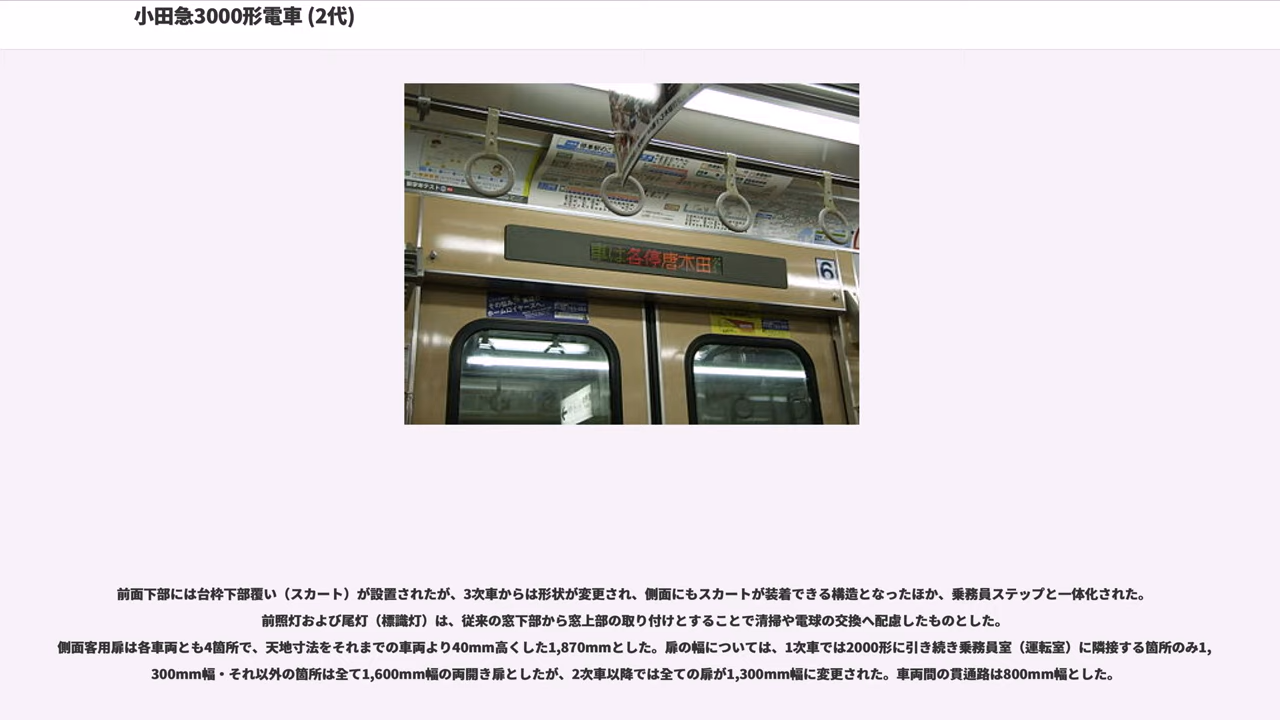 小田急3000形電車 (2代)
車は各停唐木田
6
前面下部には台枠下部覆い（スカート）が設置されたが、3次車からは形状が変更され、側面にもスカートが装着できる構造となったほか、乗務員ステップと一体化された。
前照灯および尾灯（標識灯）は、従来の窓下部から窓上部の取り付けとすることで清掃や電球の交換へ配慮したものとした。
側面客用扉は各車両とも4箇所で、天地寸法をそれまでの車両より40mm高くした1,870mmとした。扉の幅については、1次車では2000形に引き続き乗務員室（運転室）に隣接する箇所のみ1,
300mm幅・それ以外の箇所は全て1,600mm幅の両開き扉としたが、2次車以降では全ての扉が1,300mm幅に変更された。車両間の貫通路は800mm幅とした。